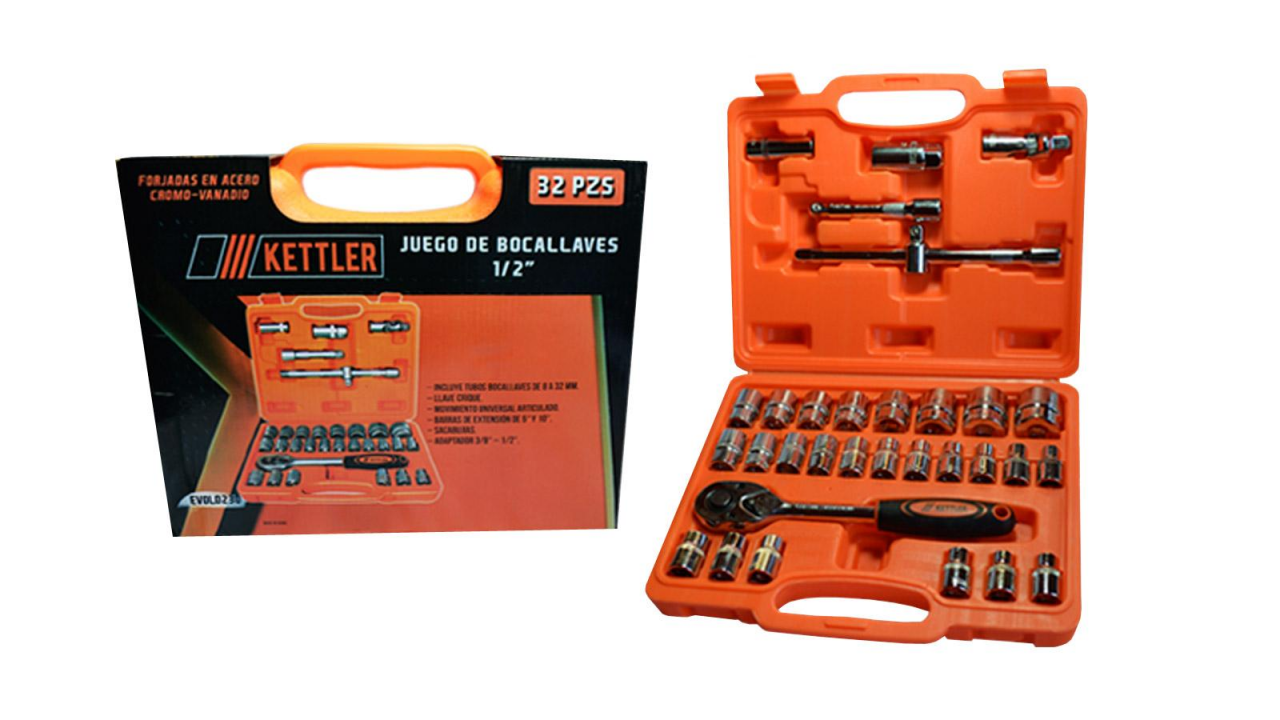 FORJADAS EN ACERO
CROMO-VANADIO
32 PZS
KETTLER
JUEGO DE BOCALLAVES
1/2"
- INCLUYE TUBOS BOCALLAVES DE 8 A 32 MM.
- LLAVE CRIQUE.
- MOVIMIENTO UNIVERSAL ARTICULADO.
- BARRAS DE EXTENSIÓN DE 5" Y 10".
- SACABUJIAS.
- ADAPTADOR 3/8" - 1/2".
KETTLER